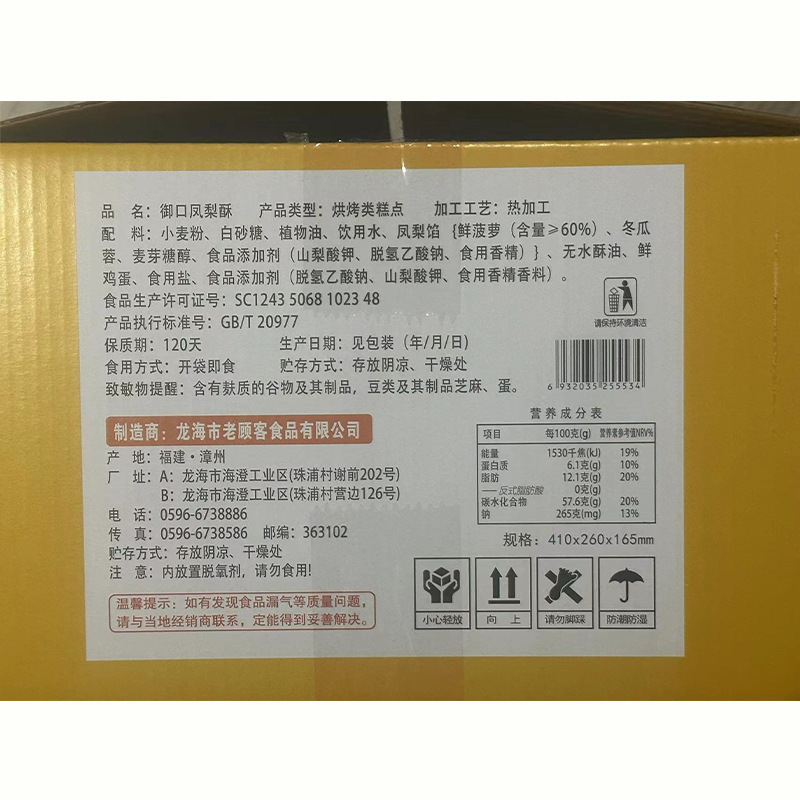 品 名：御口凤梨酥 产品类型：烘烤类糕点 加工工艺：热加工
配 料：小麦粉、白砂糖、植物油、饮用水、凤梨馅｛鲜菠萝（含量≥60%）、冬瓜
蓉、麦芽糖醇、食品添加剂（山梨酸钾、脱氢乙酸钠、食用香精）｝、无水酥油、鲜
鸡蛋、食用盐、食品添加剂（脱氢乙酸钠、山梨酸钾、食用香精香料）。
食品生产许可证号：SC1243 5068 1023 48
产品执行标准号：GB/T 20977
保质期：120天 生产日期：见包装（年/月/日）
食用方式：开袋即食 贮存方式：存放阴凉、干燥处
致敏物提醒：含有麸质的谷物及其制品，豆类及其制品芝麻、蛋。
请保持环境清洁
6 932035 255534
制造商：龙海市老顾客食品有限公司
产 地：福建·漳州
厂 址：A：龙海市海澄工业区(珠浦村谢前202号)
B：龙海市海澄工业区(珠浦村营边126号)
电 话：0596-6738886
传 真：0596-6738586 邮编：363102
贮存方式：存放阴凉、干燥处
注 意：内放置脱氧剂，请勿食用!
温馨提示：如有发现食品漏气等质量问题，
请与当地经销商联系，定能得到妥善解决。
营养成分表
项目 每100克(g) 营养素参考值NRV%
能量 1530千焦(kJ) 19%
蛋白质 6.1克(g) 10%
脂肪 12.1克(g) 20%
——反式脂肪酸 0克(g)
碳水化合物 57.6克(g) 20%
钠 265克(mg) 13%
规格：410x260x165mm
小心轻放 向上 请勿脚踩 防潮防湿